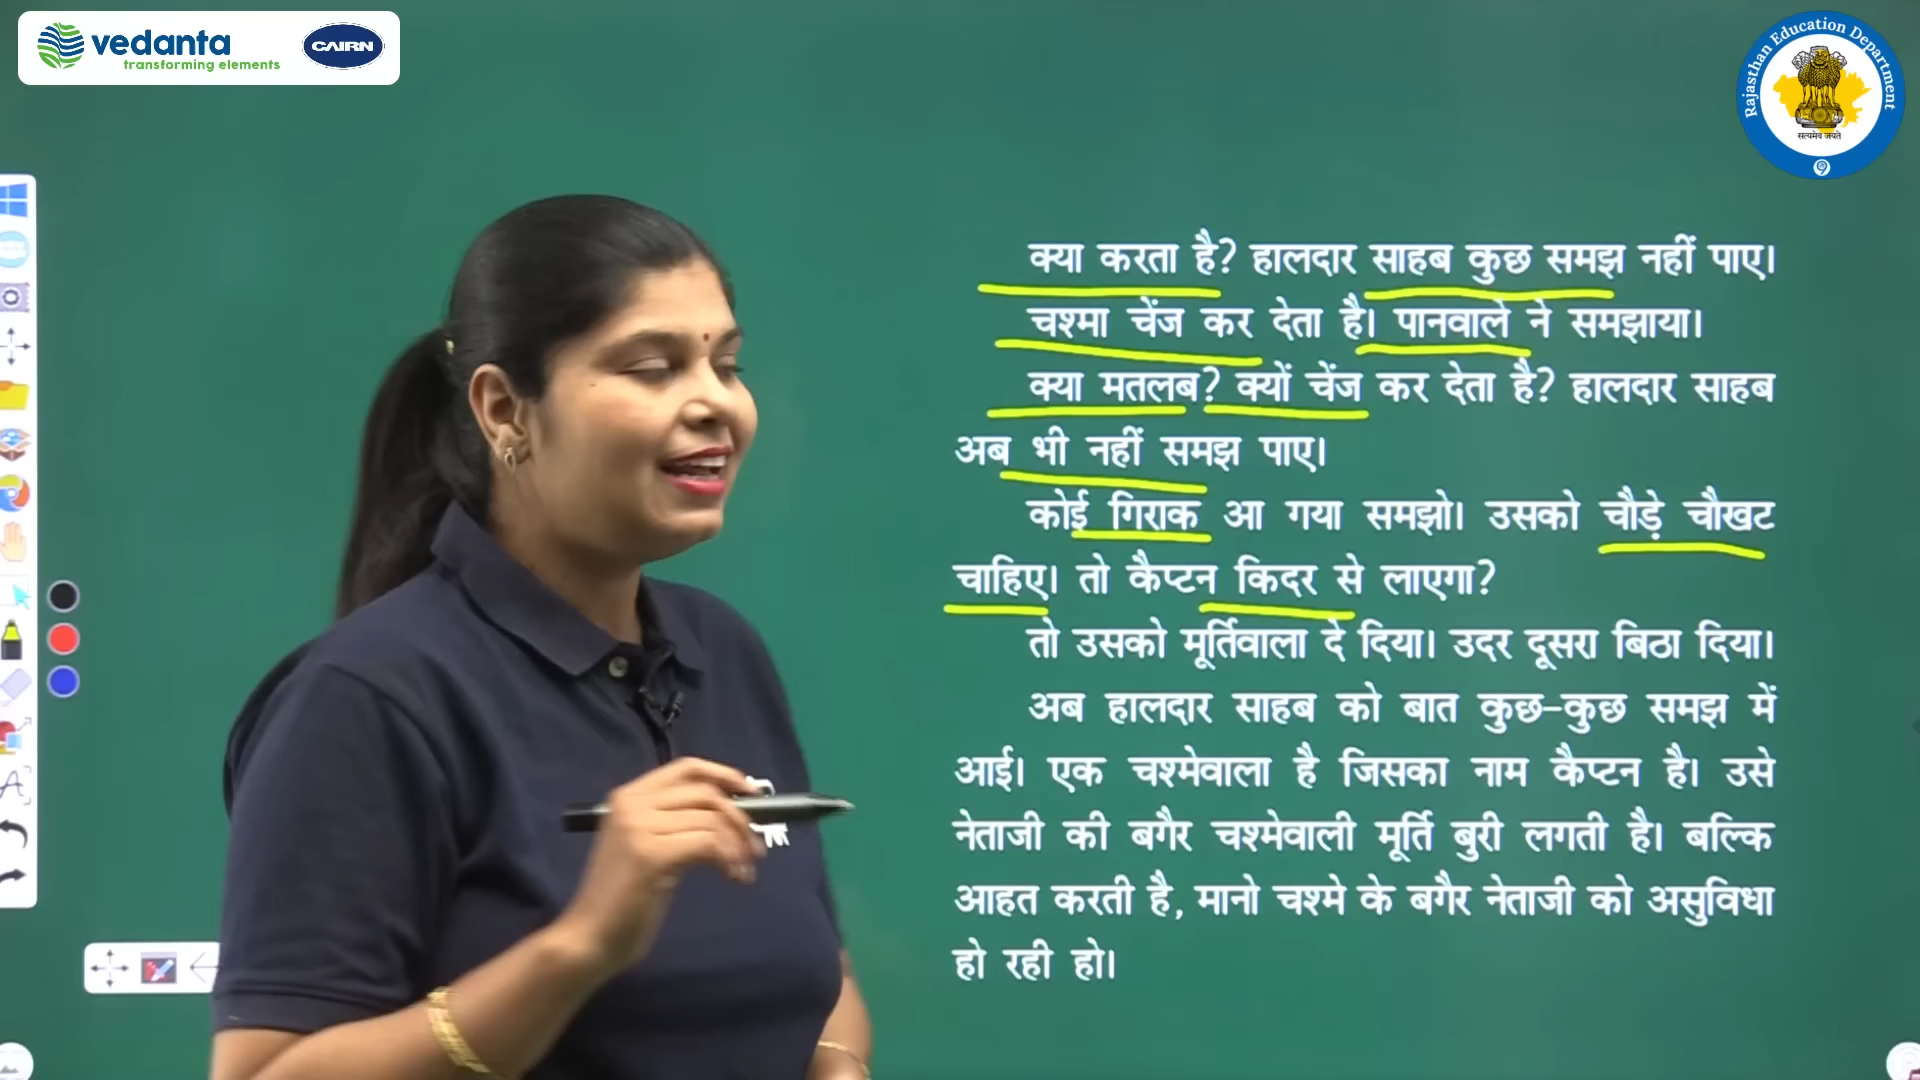 vedanta
transforming elements
CAIRN
Rajasthan Education Department
सत्यमेव जयते
क्या करता है? हालदार साहब कुछ समझ नहीं पाए।
चश्मा चेंज कर देता है। पानवाले ने समझाया।
क्या मतलब? क्यों चेंज कर देता है? हालदार साहब
अब भी नहीं समझ पाए।
कोई गिराक आ गया समझो। उसको चौड़े चौखट
चाहिए। तो कैप्टन किदर से लाएगा?
तो उसको मूर्तिवाला दे दिया। उदर दूसरा बिठा दिया।
अब हालदार साहब को बात कुछ-कुछ समझ में
आई। एक चश्मेवाला है जिसका नाम कैप्टन है। उसे
नेताजी की बगैर चश्मेवाली मूर्ति बुरी लगती है। बल्कि
आहत करती है, मानो चश्मे के बगैर नेताजी को असुविधा
हो रही हो।